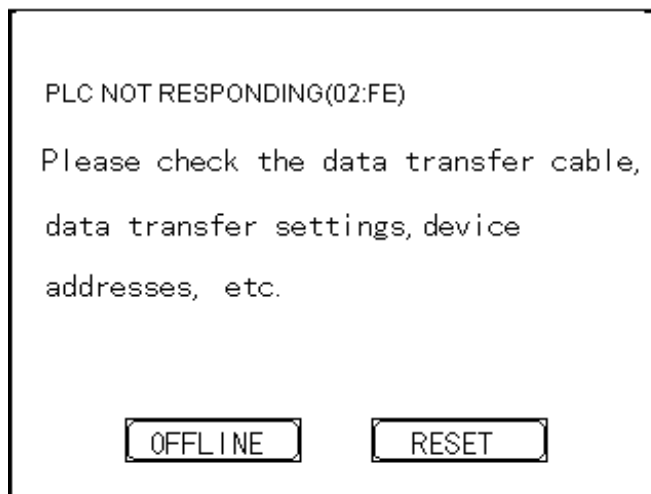 PLC NOT RESPONDING(02:FE)
Please check the data transfer cable,
data transfer settings, device
addresses, etc.
OFFLINE RESET